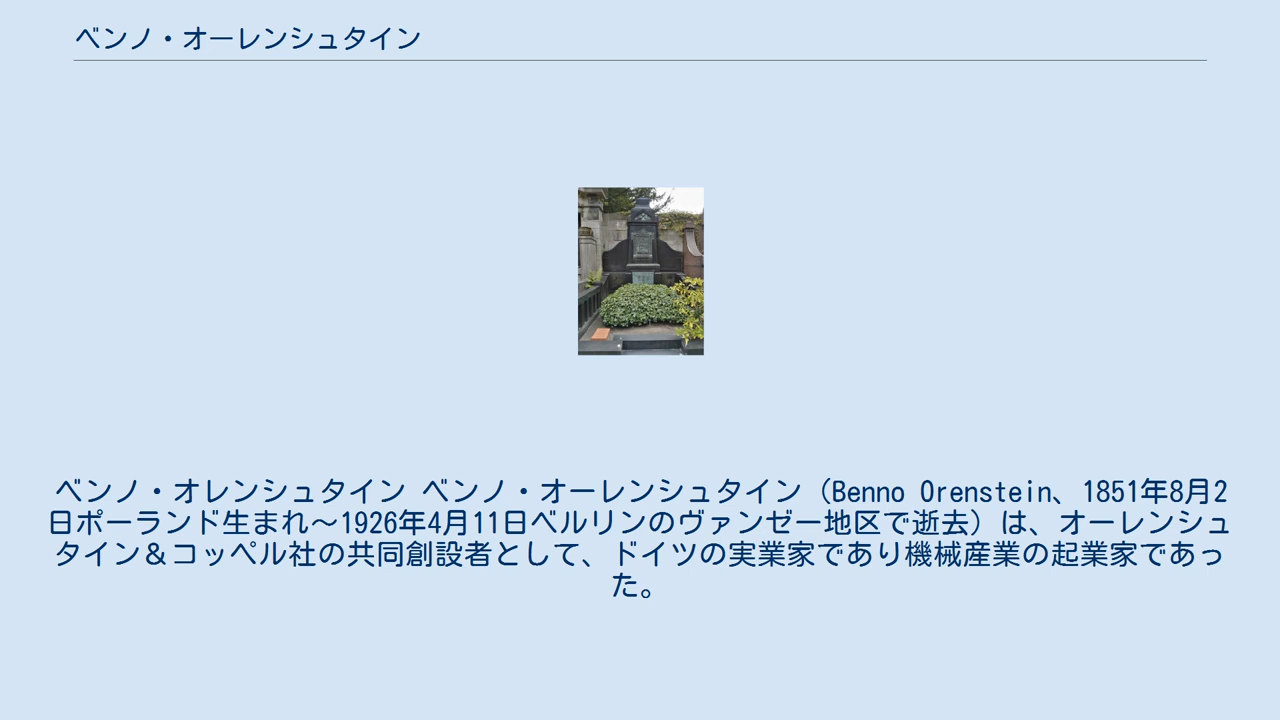 ベンノ・オーレンシュタイン
ベンノ・オレンシュタイン ベンノ・オーレンシュタイン（Benno Orenstein、1851年8月2
日ポーランド生まれ～1926年4月11日ベルリンのヴァンゼー地区で逝去）は、オーレンシュ
タイン＆コッペル社の共同創設者として、ドイツの実業家であり機械産業の起業家であっ
た。